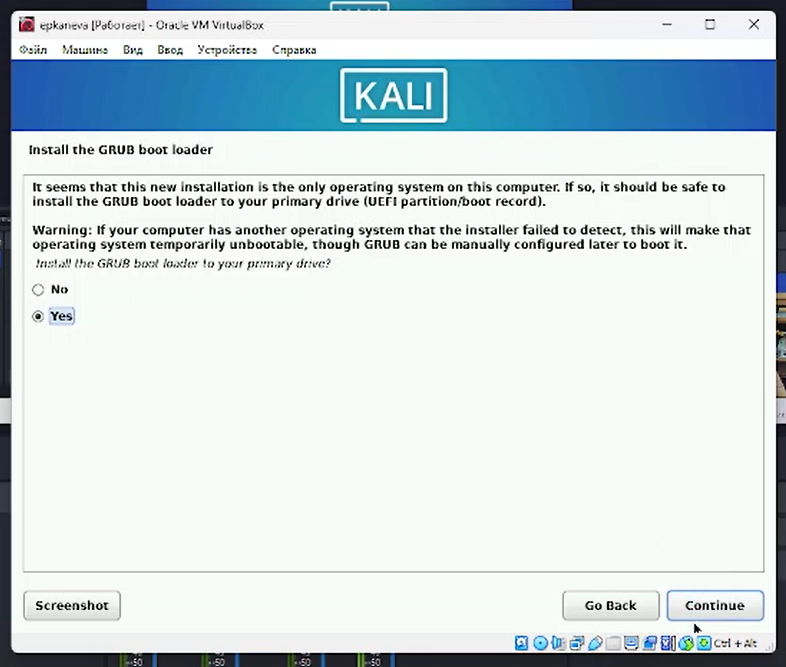 epkaneva [Работает] - Oracle VM VirtualBox
Файл Машина Вид Ввод Устройства Справка
KALI
Install the GRUB boot loader
It seems that this new installation is the only operating system on this computer. If so, it should be safe to
install the GRUB boot loader to your primary drive (UEFI partition/boot record).
Warning: If your computer has another operating system that the installer failed to detect, this will make that
operating system temporarily unbootable, though GRUB can be manually configured later to boot it.
Install the GRUB boot loader to your primary drive?
No
Yes
Screenshot Go Back Continue
Ctrl + Alt
-50 -50 -50 -50